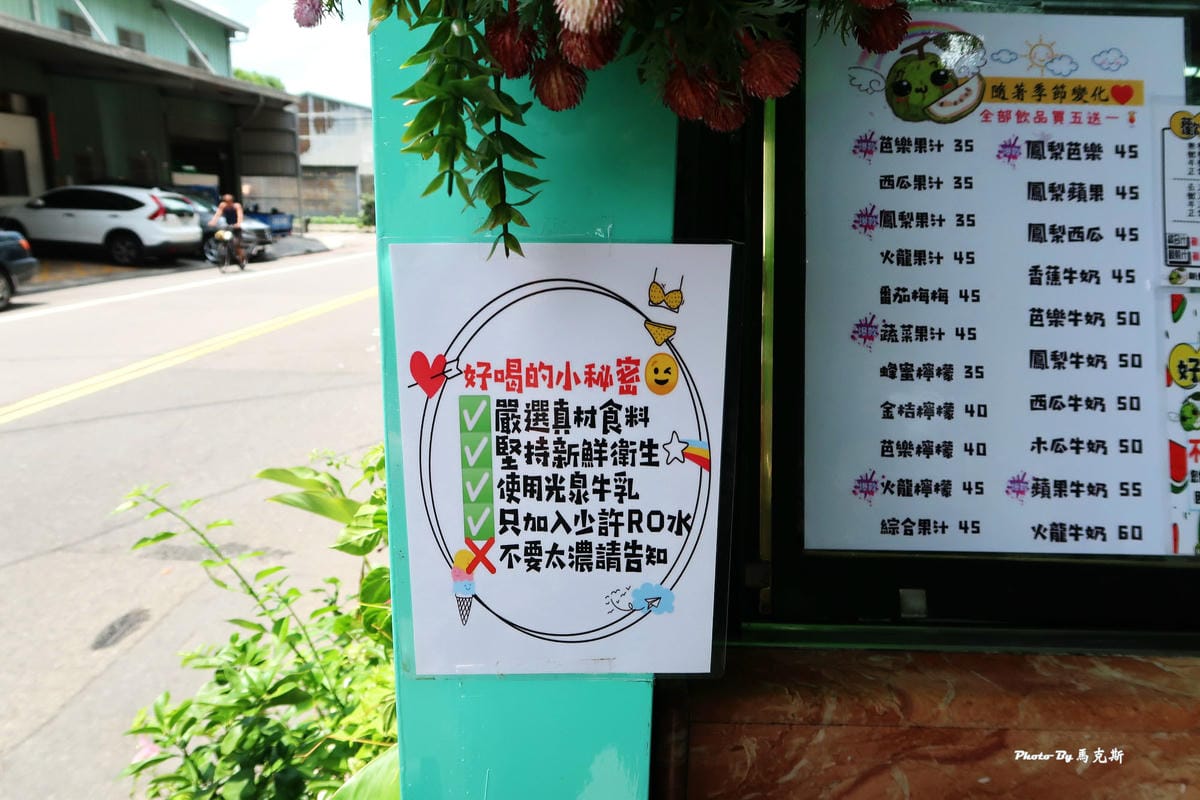 好喝的小秘密
嚴選真材食料
堅持新鮮衛生
使用光泉牛乳
只加入少許RO水
不要太濃請告知
隨著季節變化
全部飲品買五送一
芭樂果汁 35
西瓜果汁 35
鳳梨果汁 35
火龍果汁 45
番茄梅梅 45
蔬菜果汁 45
蜂蜜檸檬 35
金桔檸檬 40
芭樂檸檬 40
火龍檸檬 45
綜合果汁 45
鳳梨芭樂 45
鳳梨蘋果 45
鳳梨西瓜 45
香蕉牛奶 45
芭樂牛奶 50
鳳梨牛奶 50
西瓜牛奶 50
木瓜牛奶 50
蘋果牛奶 55
火龍牛奶 60
好
Photo By 馬克斯